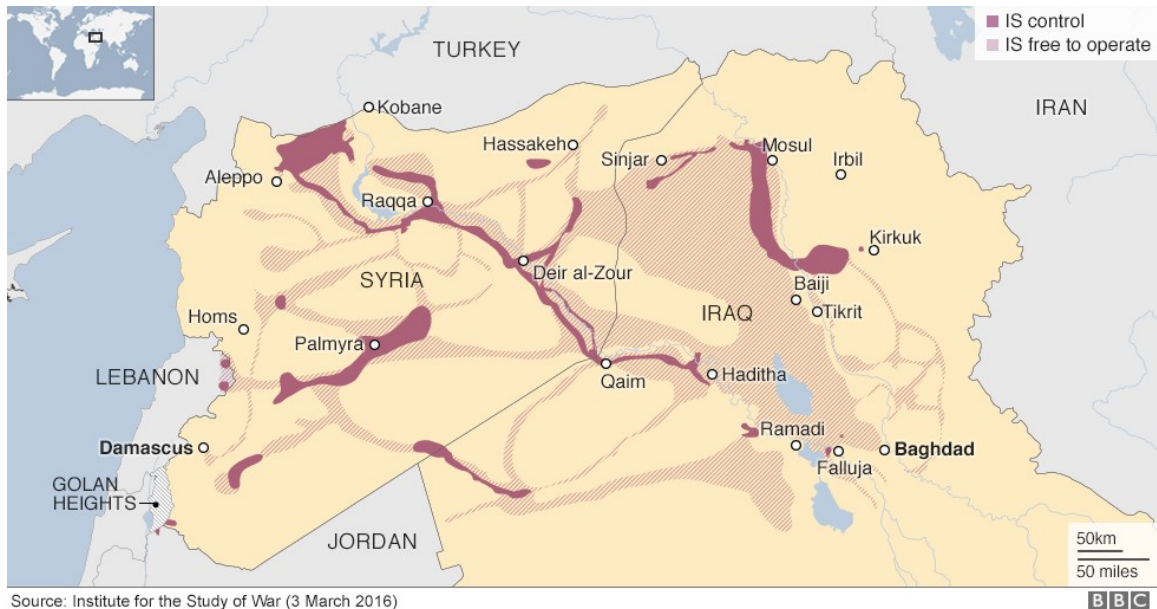 IS control
IS free to operate
TURKEY
IRAN
Kobane
Hassakeh
Sinjar
Mosul
Irbil
Aleppo
Raqqa
Kirkuk
Deir al-Zour
SYRIA
Baiji
IRAQ
Tikrit
Homs
Palmyra
LEBANON
Qaim
Haditha
Damascus
Ramadi
Baghdad
Falluja
GOLAN
HEIGHTS
JORDAN
50km
50 miles
Source: Institute for the Study of War (3 March 2016)
BBC